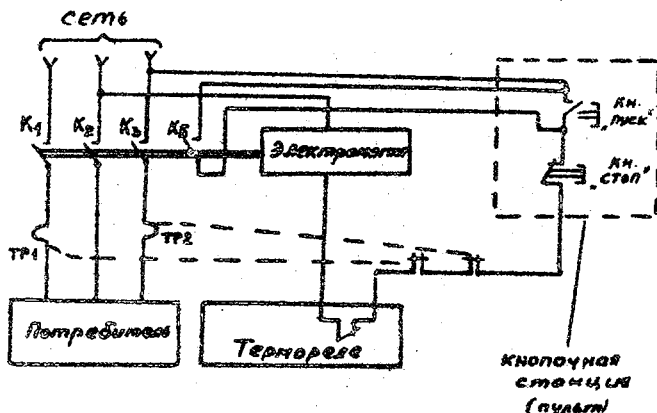 сеть
К1 К2 К3 КБ
Электромагнит
Кн.
„Пуск"
Кн.
„СТОП"
ТР1
ТР2
Потребитель
Термореле
Кнопочная
станция
(пульт)